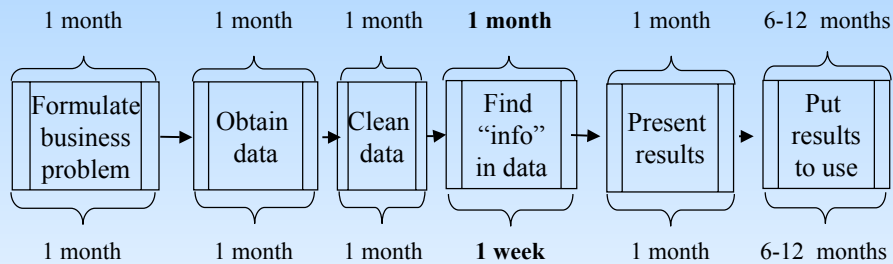 1 month
1 month
1 month
1 month
1 month
6-12 months
Formulate
business
problem
Obtain
data
Clean
data
Find
“info”
in data
Present
results
Put
results
to use
1 month
1 month
1 month
1 week
1 month
6-12 months